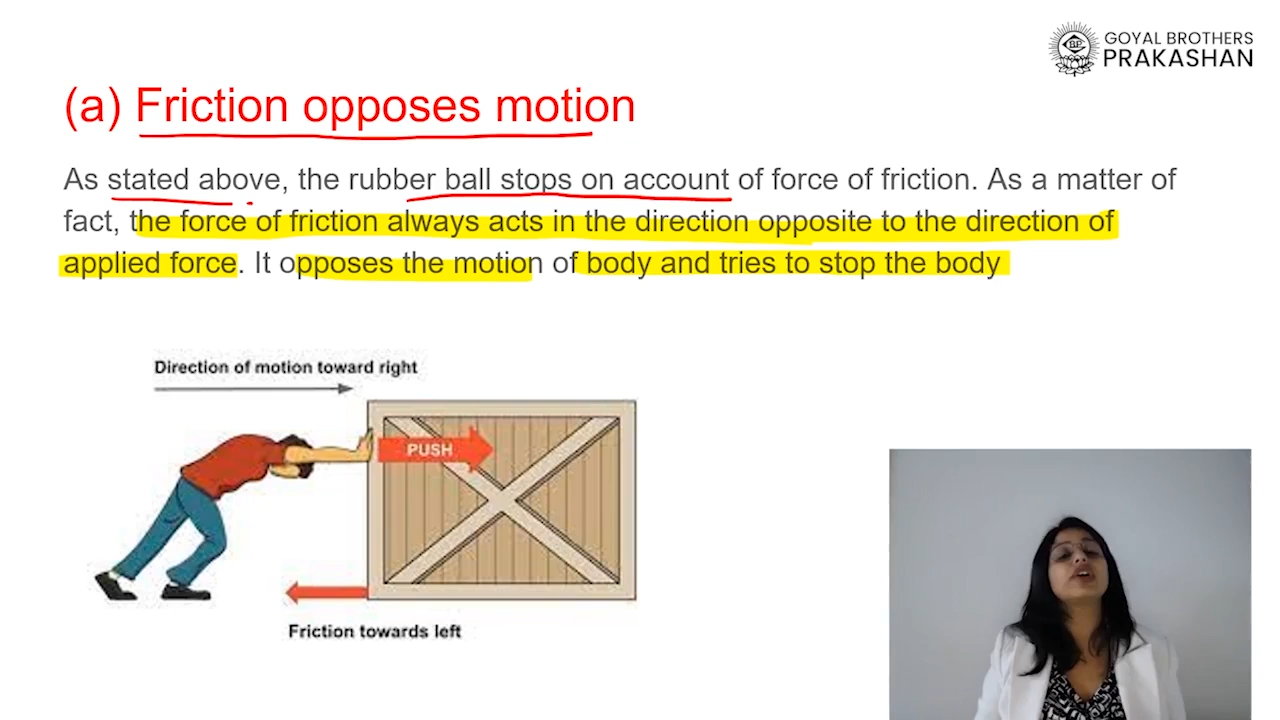 GOYAL BROTHERS
PRAKASHAN
(a) Friction opposes motion
As stated above, the rubber ball stops on account of force of friction. As a matter of
fact, the force of friction always acts in the direction opposite to the direction of
applied force. It opposes the motion of body and tries to stop the body
Direction of motion toward right
PUSH
Friction towards left